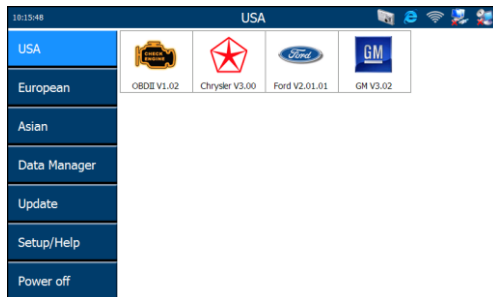 10:15:48
USA
USA
European
Asian
Data Manager
Update
Setup/Help
Power off
CHECK
ENGINE
OBDⅡ V1.02
Chrysler V3.00
Ford
Ford V2.01.01
GM
GM V3.02